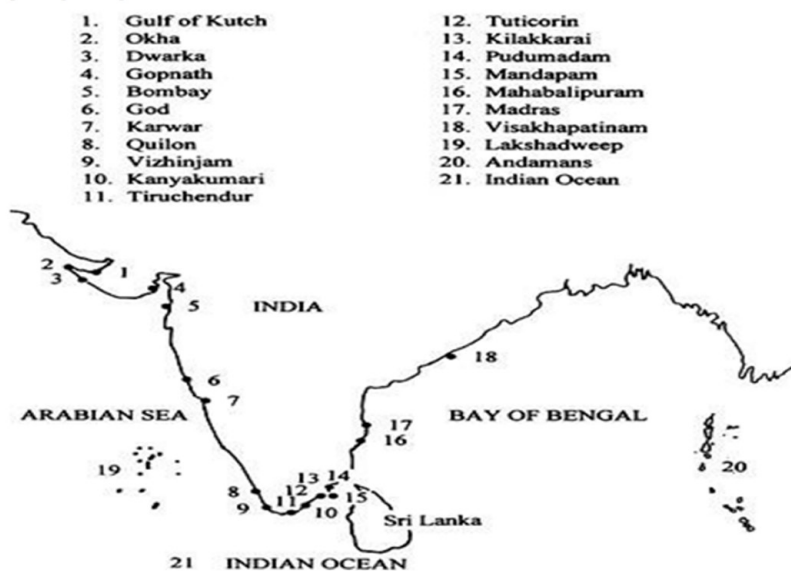 1. Gulf of Kutch
2. Okha
3. Dwarka
4. Gopnath
5. Bombay
6. God
7. Karwar
8. Quilon
9. Vizhinjam
10. Kanyakumari
11. Tiruchendur
12. Tuticorin
13. Kilakkarai
14. Pudumadam
15. Mandapam
16. Mahabalipuram
17. Madras
18. Visakhapatinam
19. Lakshadweep
20. Andamans
21. Indian Ocean
2
1
3
4
5
INDIA
18
6
7
ARABIAN SEA
BAY OF BENGAL
17
16
19
20
14
13
12
8
15
11
10
9
Sri Lanka
21 INDIAN OCEAN